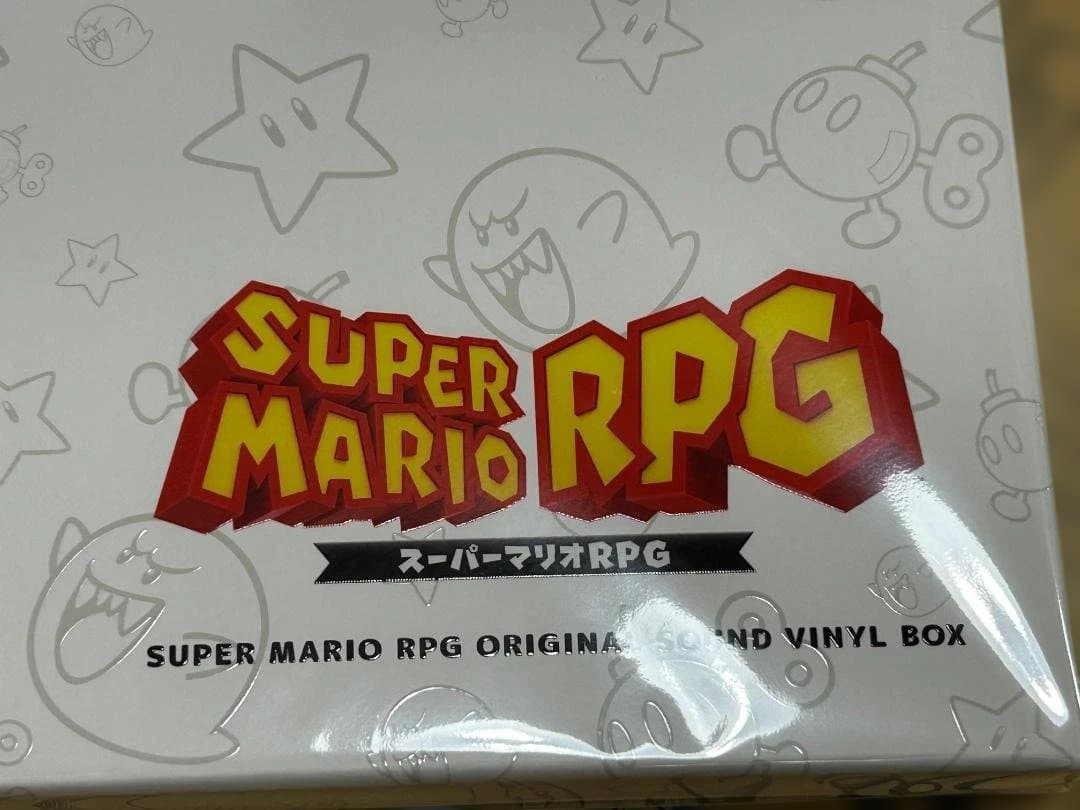 SUPER
MARIO
RPG
スーパーマリオRPG
SUPER MARIO RPG ORIGINAL SOUND VINYL BOX